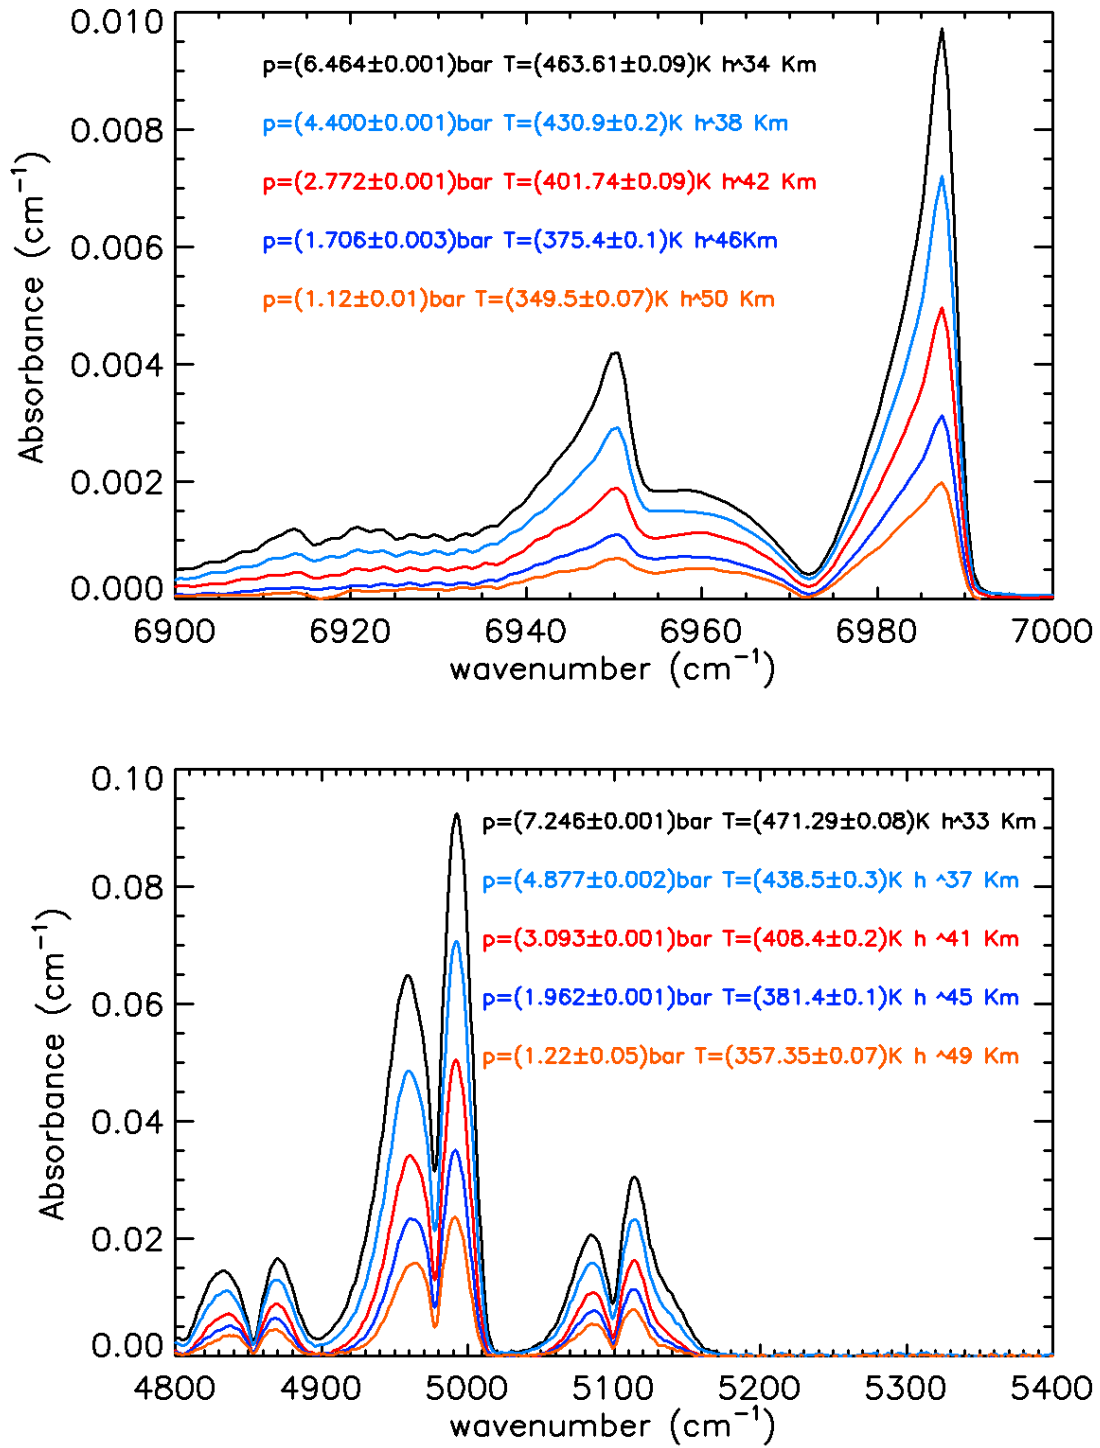 0.010
p=(6.464±0.001)bar T=(463.61±0.09)K h^34 Km
0.008
p=(4.400±0.001)bar T=(430.9±0.2)K h^38 Km
p=(2.772±0.001)bar T=(401.74±0.09)K h^42 Km
0.006
p=(1.706±0.003)bar T=(375.4±0.1)K h^46Km
p=(1.12±0.01)bar T=(349.5±0.07)K h^50 Km
Absorbance (cm⁻¹)
0.004
0.002
0.000
6900 6920 6940 6960 6980 7000
wavenumber (cm⁻¹)
0.10
p=(7.246±0.001)bar T=(471.29±0.08)K h^33 Km
0.08
p=(4.877±0.002)bar T=(438.5±0.3)K h ^37 Km
p=(3.093±0.001)bar T=(408.4±0.2)K h ^41 Km
0.06
p=(1.962±0.001)bar T=(381.4±0.1)K h ^45 Km
p=(1.22±0.05)bar T=(357.35±0.07)K h ^49 Km
Absorbance (cm⁻¹)
0.04
0.02
0.00
4800 4900 5000 5100 5200 5300 5400
wavenumber (cm⁻¹)